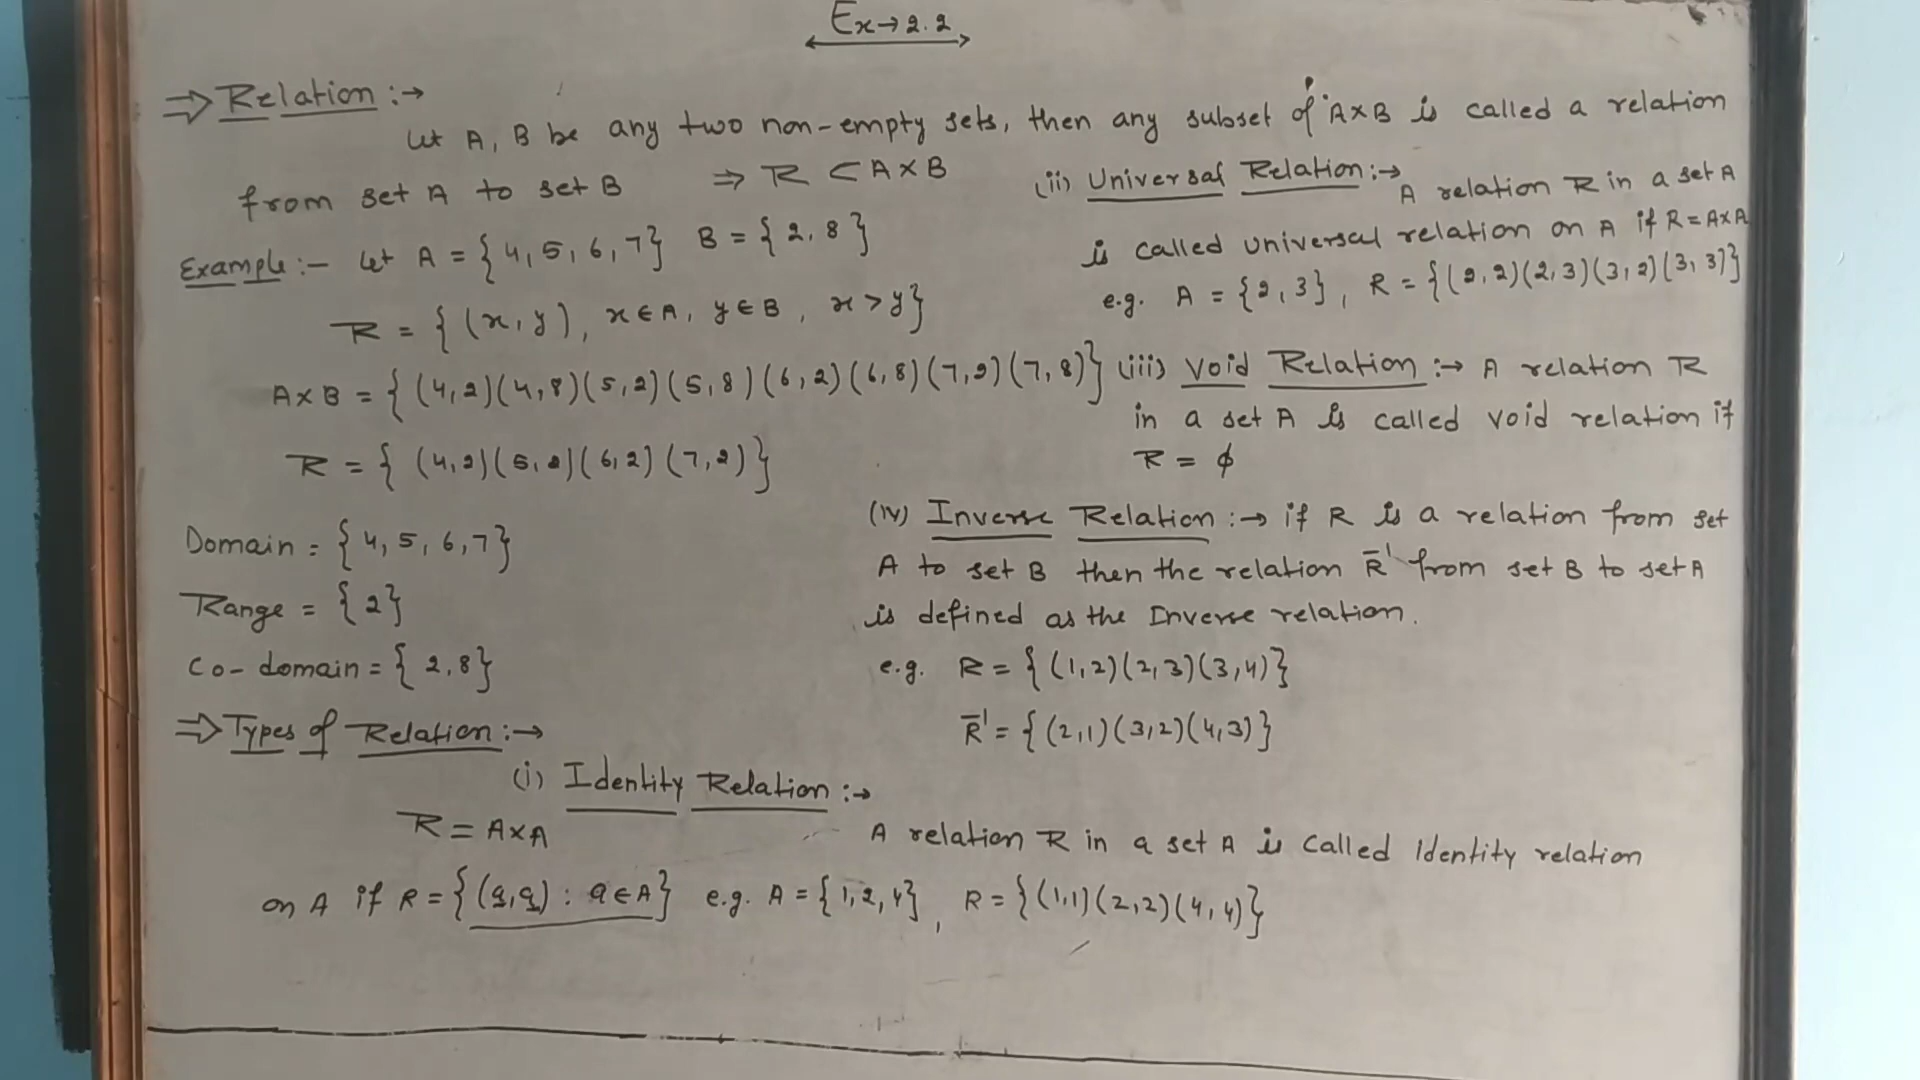 Ex→2.2
⇒ Relation :→
Let A, B be any two non-empty sets, then any subset of A×B is called a relation
from set A to set B ⇒ R ⊂ A×B
Example :- Let A = {4, 5, 6, 7} B = {2, 8}
R = {(x, y), x∈A, y∈B, x>y}
A×B = {(4,2)(4,8)(5,2)(5,8)(6,2)(6,8)(7,2)(7,8)}
R = {(4,2)(5,2)(6,2)(7,2)}
Domain = {4, 5, 6, 7}
Range = {2}
Co-domain = {2, 8}
⇒ Types of Relation :→
(i) Identity Relation :→
R = A×A
A relation R in a set A is called Identity relation
on A if R = {(a,a) : a∈A} e.g. A = {1, 2, 4}, R = {(1,1)(2,2)(4,4)}
(ii) Universal Relation :→ A relation R in a set A
is called universal relation on A if R = A×A
e.g. A = {2, 3}, R = {(2,2)(2,3)(3,2)(3,3)}
(iii) Void Relation :→ A relation R
in a set A is called void relation if
R = ϕ
(iv) Inverse Relation :→ if R is a relation from set
A to set B then the relation R⁻¹ from set B to set A
is defined as the Inverse relation.
e.g. R = {(1,2)(2,3)(3,4)}
R⁻¹ = {(2,1)(3,2)(4,3)}